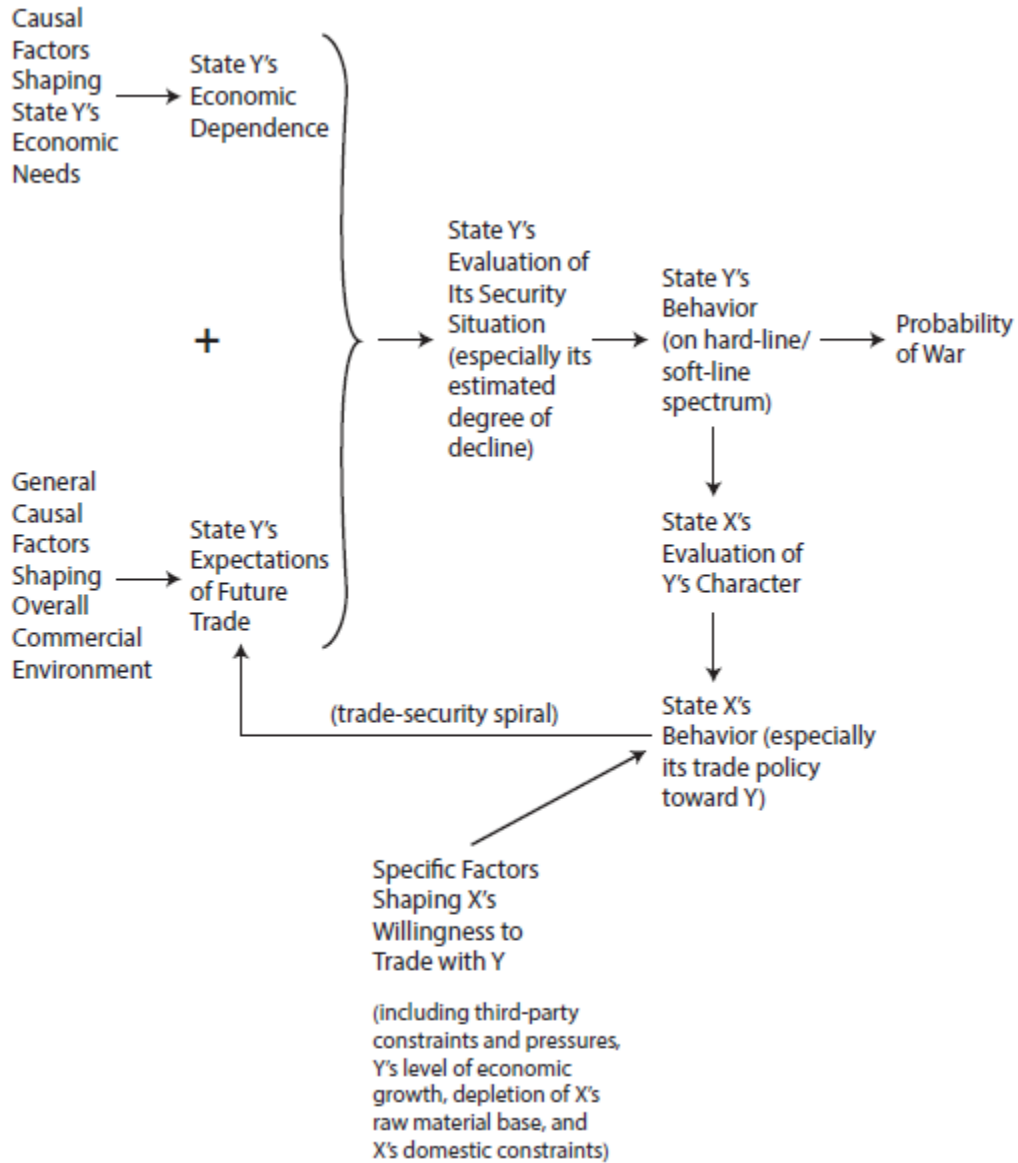 Causal
Factors
Shaping
State Y's
Economic
Needs
State Y's
Economic
Dependence
+
General
Causal
Factors
Shaping
Overall
Commercial
Environment
State Y's
Expectations
of Future
Trade
State Y's
Evaluation of
Its Security
Situation
(especially its
estimated
degree of
decline)
State Y's
Behavior
(on hard-line/
soft-line
spectrum)
Probability
of War
State X's
Evaluation of
Y's Character
State X's
Behavior (especially
its trade policy
toward Y)
(trade-security spiral)
Specific Factors
Shaping X's
Willingness to
Trade with Y
(including third-party
constraints and pressures,
Y's level of economic
growth, depletion of X's
raw material base, and
X's domestic constraints)